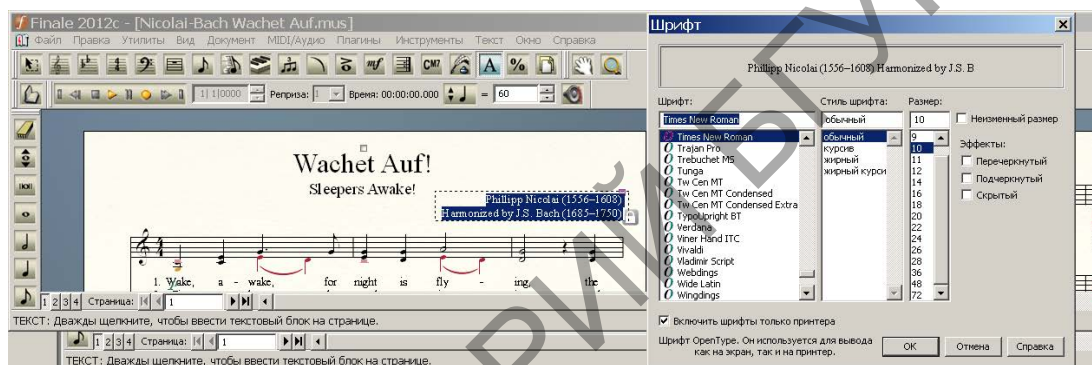 Finale 2012c - [Nicolai-Bach Wachet Auf.mus]
Файл Правка Утилиты Вид Документ MIDI/Аудио Плагины Инструменты Текст Окно Справка
mf CM7 A %
1| 1|0000 Реприза: 1 Время: 00:00:00.000 = 60
Wachet Auf!
Sleepers Awake!
Phillipp Nicolai (1556–1608)
Harmonized by J.S. Bach (1685–1750)
1. Wake, a - wake, for night is fly - ing, the
1 2 3 4 Страница: 1
ТЕКСТ: Дважды щелкните, чтобы ввести текстовый блок на странице.
1 2 3 4 Страница: 1
ТЕКСТ: Дважды щелкните, чтобы ввести текстовый блок на странице.
Шрифт
Phillipp Nicolai (1556–1608) Harmonized by J.S. B
Шрифт: Стиль шрифта: Размер:
Times New Roman обычный 10 Неизменный размер
Times New Roman
Trajan Pro
Trebuchet MS
Tunga
Tw Cen MT
Tw Cen MT Condensed
Tw Cen MT Condensed Extra
TypoUpright BT
Verdana
Viner Hand ITC
Vivaldi
Vladimir Script
Webdings
Wide Latin
Wingdings
обычный
курсив
жирный
жирный курси
9
10
11
12
14
16
18
20
22
24
26
28
36
48
72
Эффекты:
Перечеркнутый
Подчеркнутый
Скрытый
Включить шрифты только принтера
Шрифт OpenType. Он используется для вывода
как на экран, так и на принтер.
ОК Отмена Справка
РИЙ БГУ